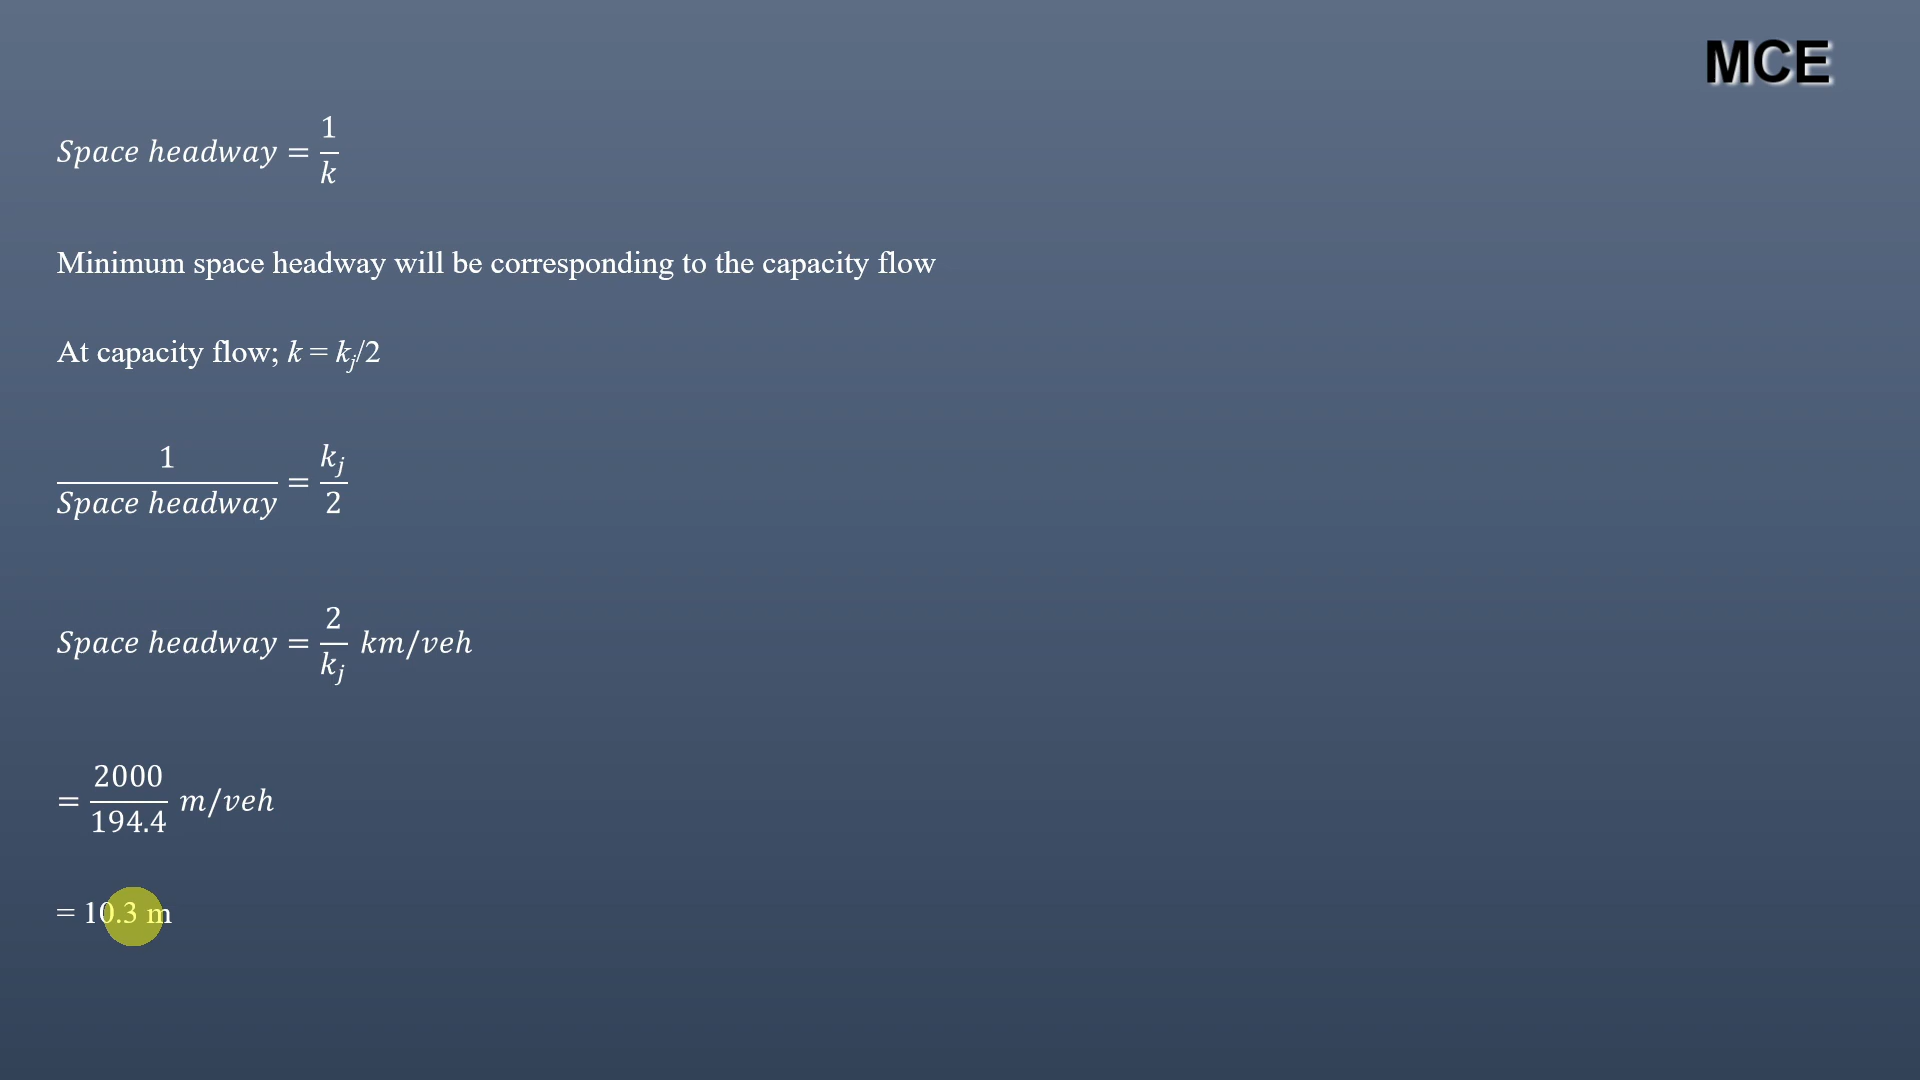 MCE
Space headway = 1/k
Minimum space headway will be corresponding to the capacity flow
At capacity flow; k = kj/2
1/Space headway = kj/2
Space headway = 2/kj km/veh
= 2000/194.4 m/veh
= 10.3 m